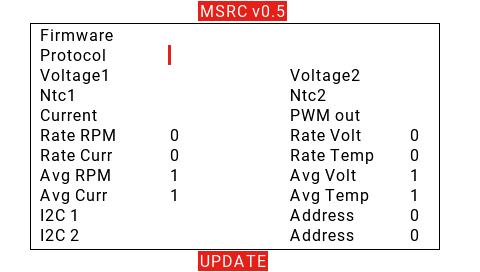 MSRC v0.5
Firmware
Protocol
Voltage1 Voltage2
Ntc1 Ntc2
Current PWM out
Rate RPM 0 Rate Volt 0
Rate Curr 0 Rate Temp 0
Avg RPM 1 Avg Volt 1
Avg Curr 1 Avg Temp 1
I2C 1 Address 0
I2C 2 Address 0
UPDATE